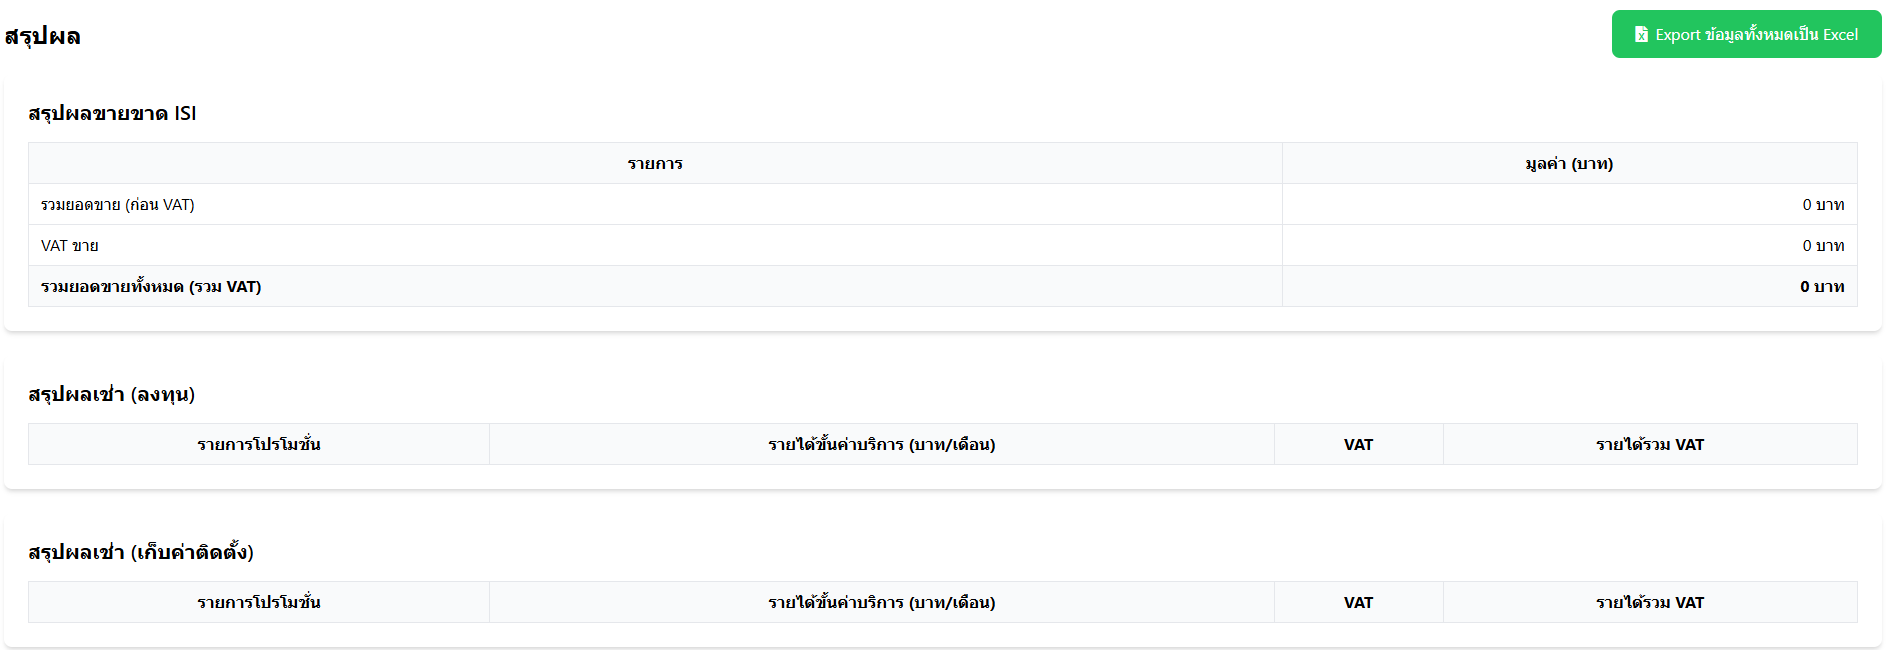 สรุปผล
Export ข้อมูลทั้งหมดเป็น Excel
สรุปผลขายขาด ISI
รายการ มูลค่า (บาท)
รวมยอดขาย (ก่อน VAT) 0 บาท
VAT ขาย 0 บาท
รวมยอดขายทั้งหมด (รวม VAT) 0 บาท
สรุปผลเช่า (ลงทุน)
รายการโปรโมชั่น รายได้ขั้นค่าบริการ (บาท/เดือน) VAT รายได้รวม VAT
สรุปผลเช่า (เก็บค่าติดตั้ง)
รายการโปรโมชั่น รายได้ขั้นค่าบริการ (บาท/เดือน) VAT รายได้รวม VAT